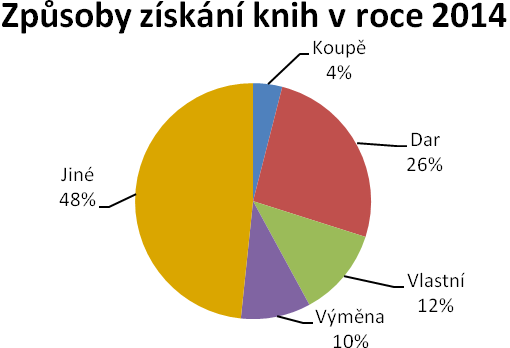 Způsoby získání knih v roce 2014
Koupě
4%
Dar
26%
Vlastní
12%
Výměna
10%
Jiné
48%